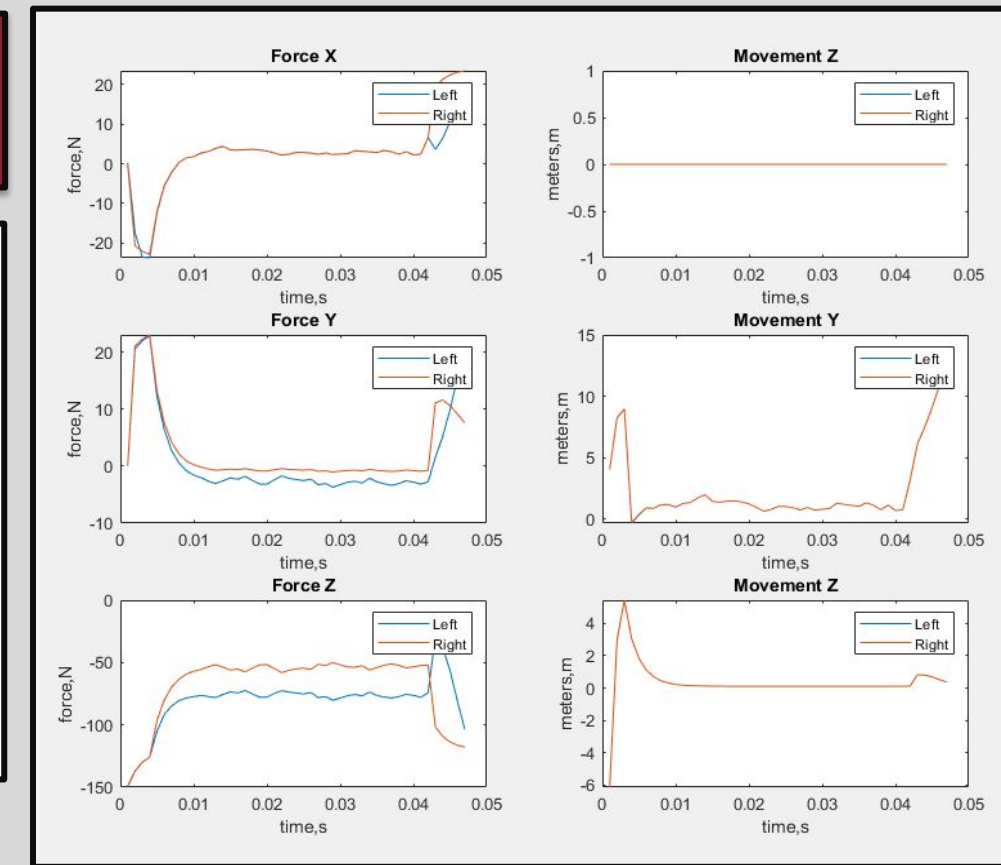 Force X
20
10
0
-10
-20
force,N
Left
Right
0 0.01 0.02 0.03 0.04 0.05
time,s
Movement Z
1
0.5
0
-0.5
-1
meters,m
Left
Right
0 0.01 0.02 0.03 0.04 0.05
time,s
Force Y
20
10
0
-10
force,N
Left
Right
0 0.01 0.02 0.03 0.04 0.05
time,s
Movement Y
15
10
5
0
meters,m
Left
Right
0 0.01 0.02 0.03 0.04 0.05
time,s
Force Z
0
-50
-100
-150
force,N
Left
Right
0 0.01 0.02 0.03 0.04 0.05
time,s
Movement Z
4
2
0
-2
-4
-6
meters,m
Left
Right
0 0.01 0.02 0.03 0.04 0.05
time,s